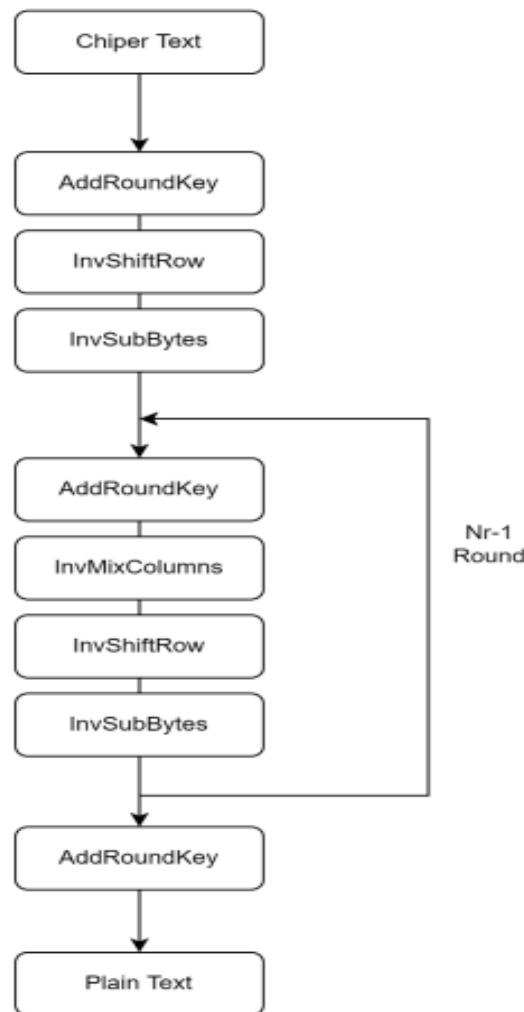 Chiper Text
AddRoundKey
InvShiftRow
InvSubBytes
AddRoundKey
InvMixColumns
InvShiftRow
InvSubBytes
Nr-1
Round
AddRoundKey
Plain Text